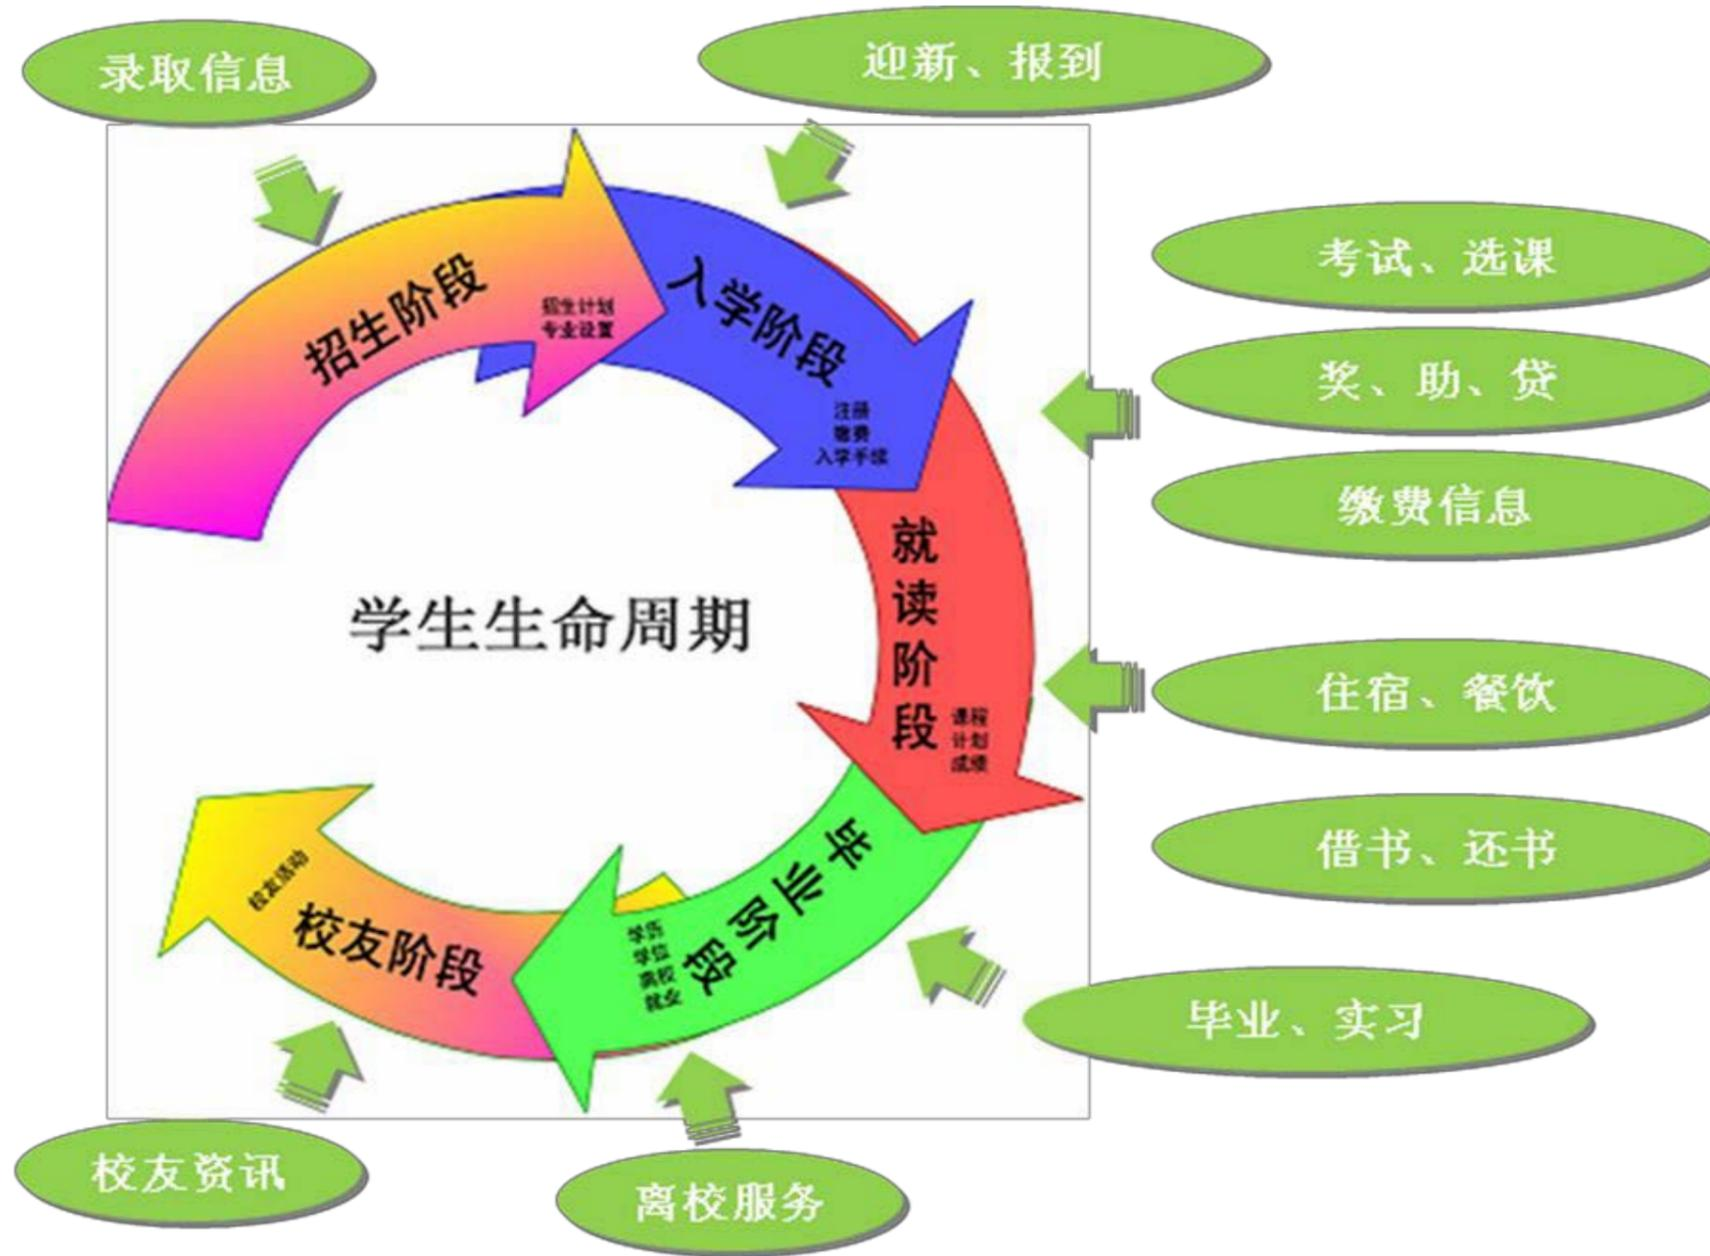 录取信息
迎新、报到
招生阶段
招生计划
专业设置
入学阶段
注册
缴费
入学手续
考试、选课
奖、助、贷
缴费信息
就读阶段
课程
计划
成绩
学生生命周期
住宿、餐饮
借书、还书
毕业阶段
学历
学位
离校
就业
校友活动
校友阶段
毕业、实习
校友资讯
离校服务